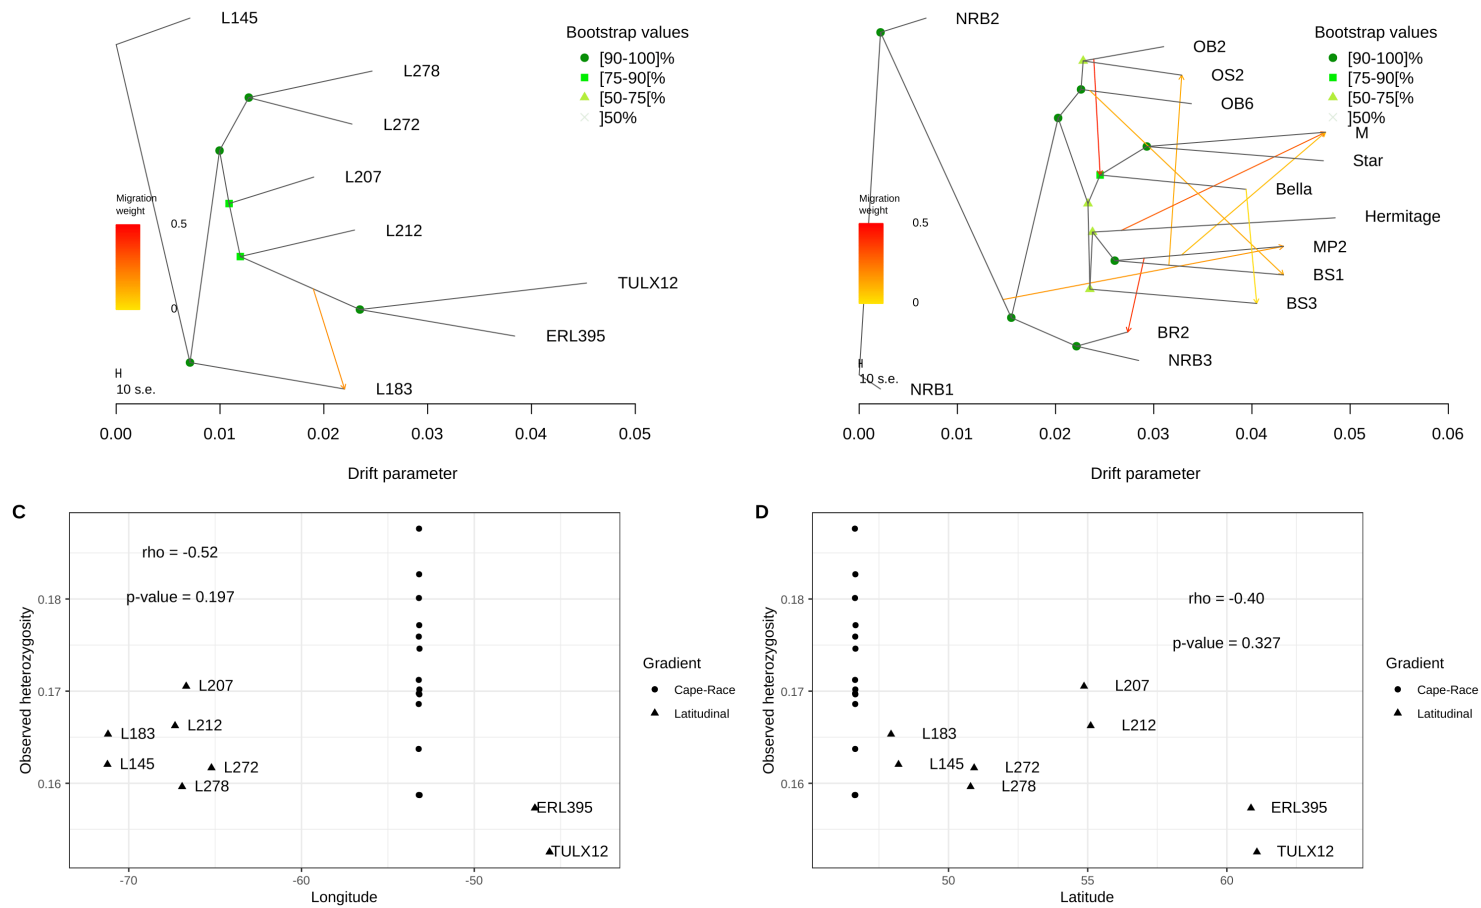 L145
L278
L272
L207
L212
TULX12
ERL395
L183
Bootstrap values
[90-100]%
[75-90[%
[50-75[%
]50%
Migration
weight
0.5
0
10 s.e.
0.00 0.01 0.02 0.03 0.04 0.05
Drift parameter
NRB2
OB2
OS2
OB6
M
Star
Bella
Hermitage
MP2
BS1
BS3
BR2
NRB3
NRB1
Bootstrap values
[90-100]%
[75-90[%
[50-75[%
]50%
Migration
weight
0.5
0
10 s.e.
0.00 0.01 0.02 0.03 0.04 0.05 0.06
Drift parameter
C
rho = -0.52
p-value = 0.197
Observed heterozygosity
0.18
0.17
0.16
L207
L212
L183
L145
L272
L278
ERL395
TULX12
-70 -60 -50
Longitude
Gradient
Cape-Race
Latitudinal
D
rho = -0.40
p-value = 0.327
Observed heterozygosity
0.18
0.17
0.16
L207
L212
L183
L145
L272
L278
ERL395
TULX12
50 55 60
Latitude
Gradient
Cape-Race
Latitudinal